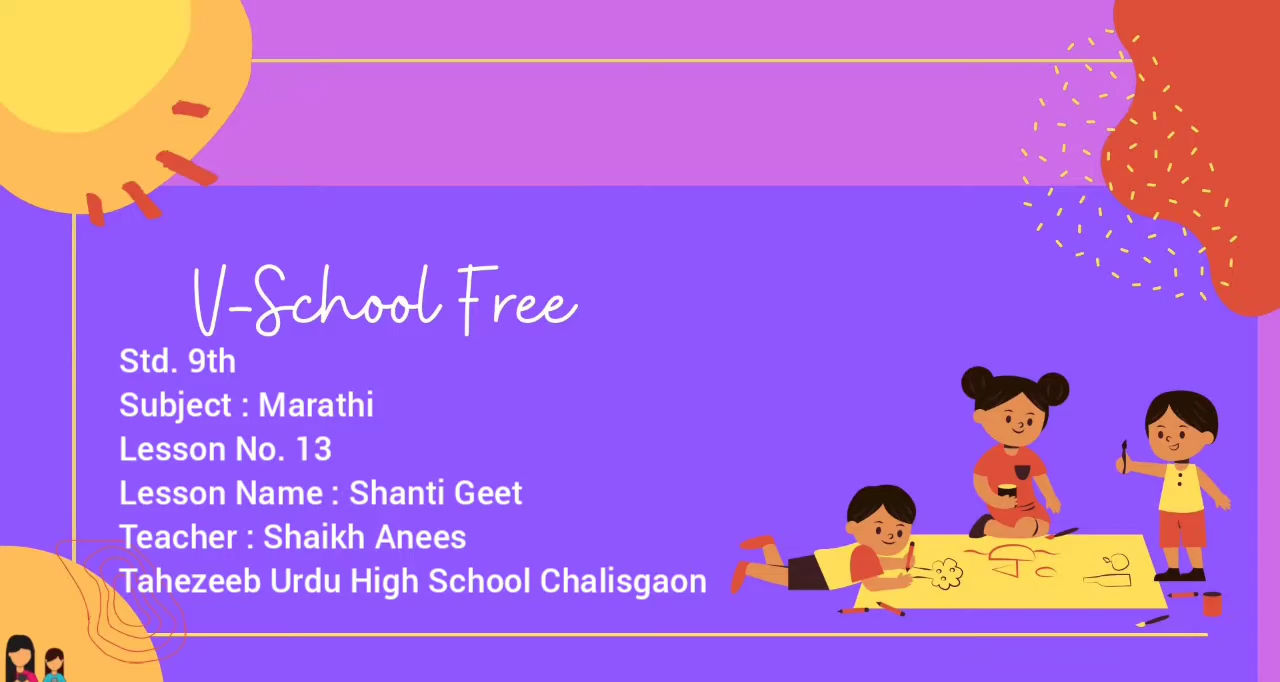 V-School Free
Std. 9th
Subject : Marathi
Lesson No. 13
Lesson Name : Shanti Geet
Teacher : Shaikh Anees
Tahezeeb Urdu High School Chalisgaon